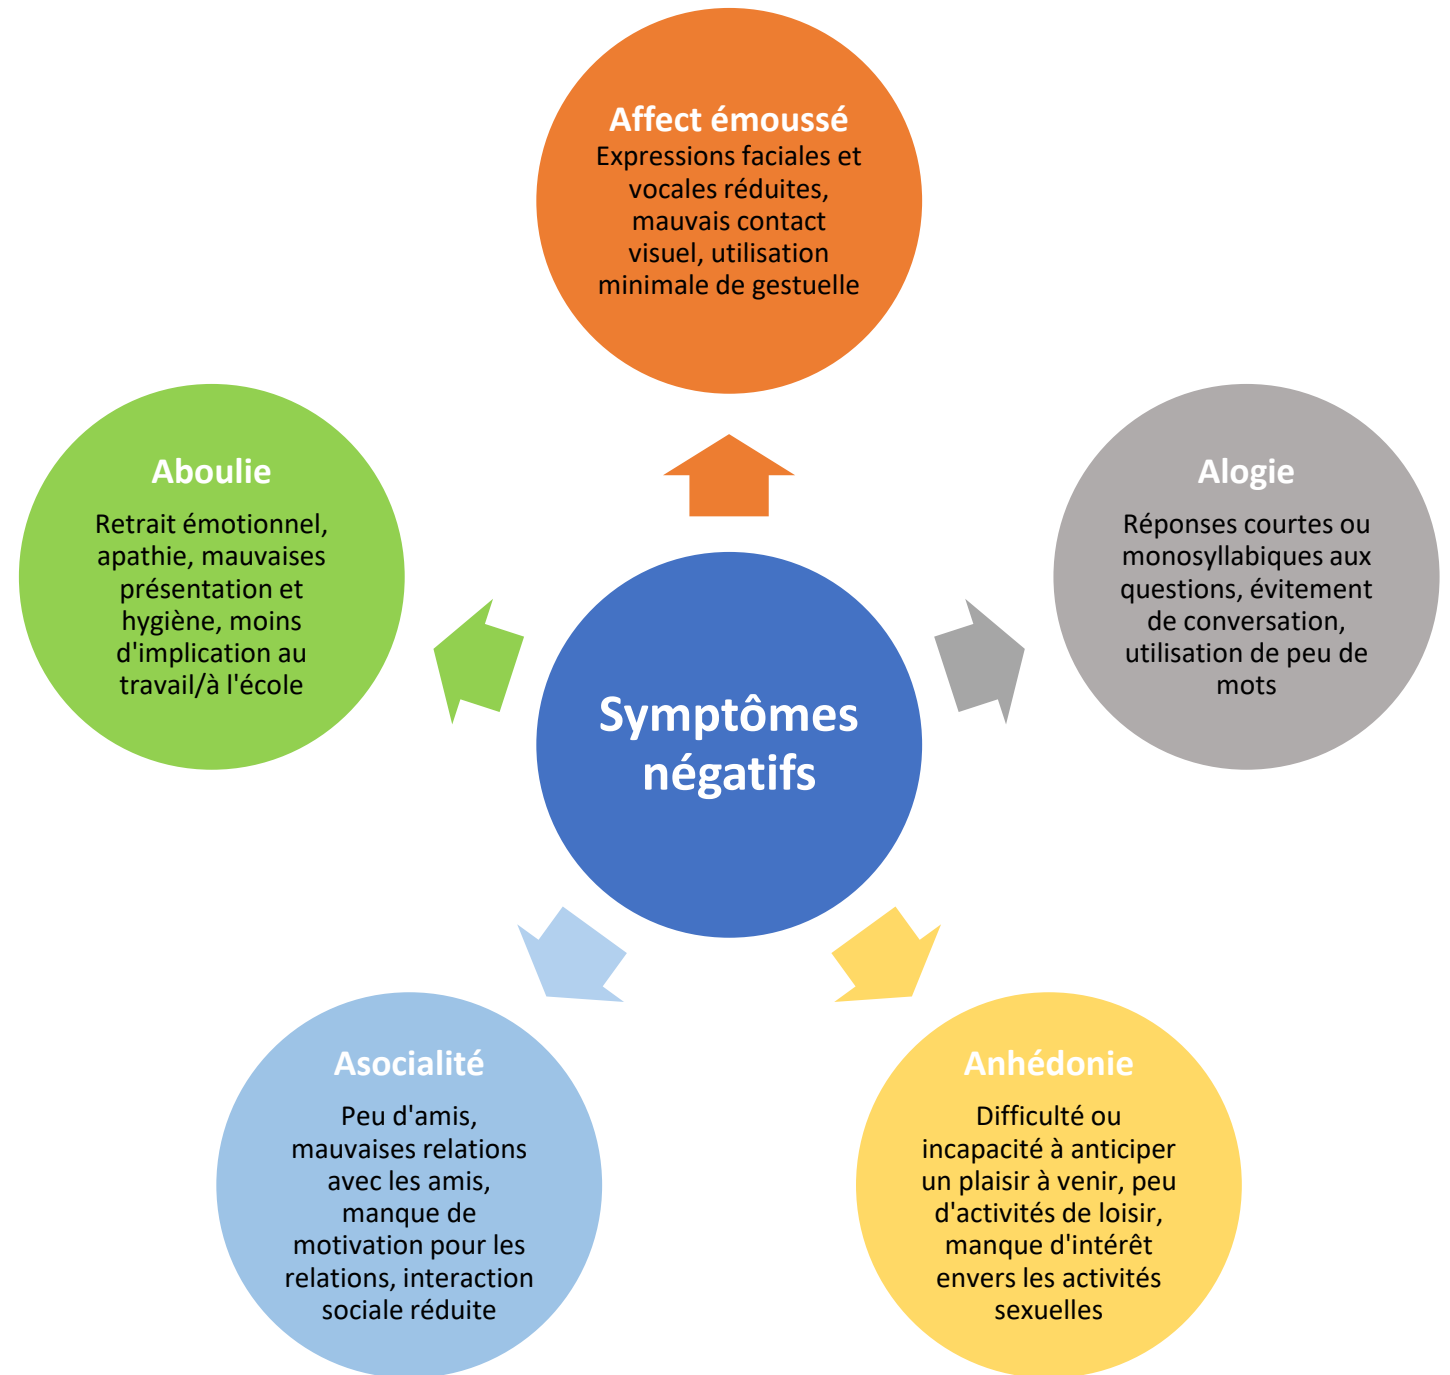 Affect émoussé
Expressions faciales et
vocales réduites,
mauvais contact
visuel, utilisation
minimale de gestuelle
Aboulie
Retrait émotionnel,
apathie, mauvaises
présentation et
hygiène, moins
d'implication au
travail/à l'école
Alogie
Réponses courtes ou
monosyllabiques aux
questions, évitement
de conversation,
utilisation de peu de
mots
Symptômes
négatifs
Asocialité
Peu d'amis,
mauvaises relations
avec les amis,
manque de
motivation pour les
relations, interaction
sociale réduite
Anhédonie
Difficulté ou
incapacité à anticiper
un plaisir à venir, peu
d'activités de loisir,
manque d'intérêt
envers les activités
sexuelles